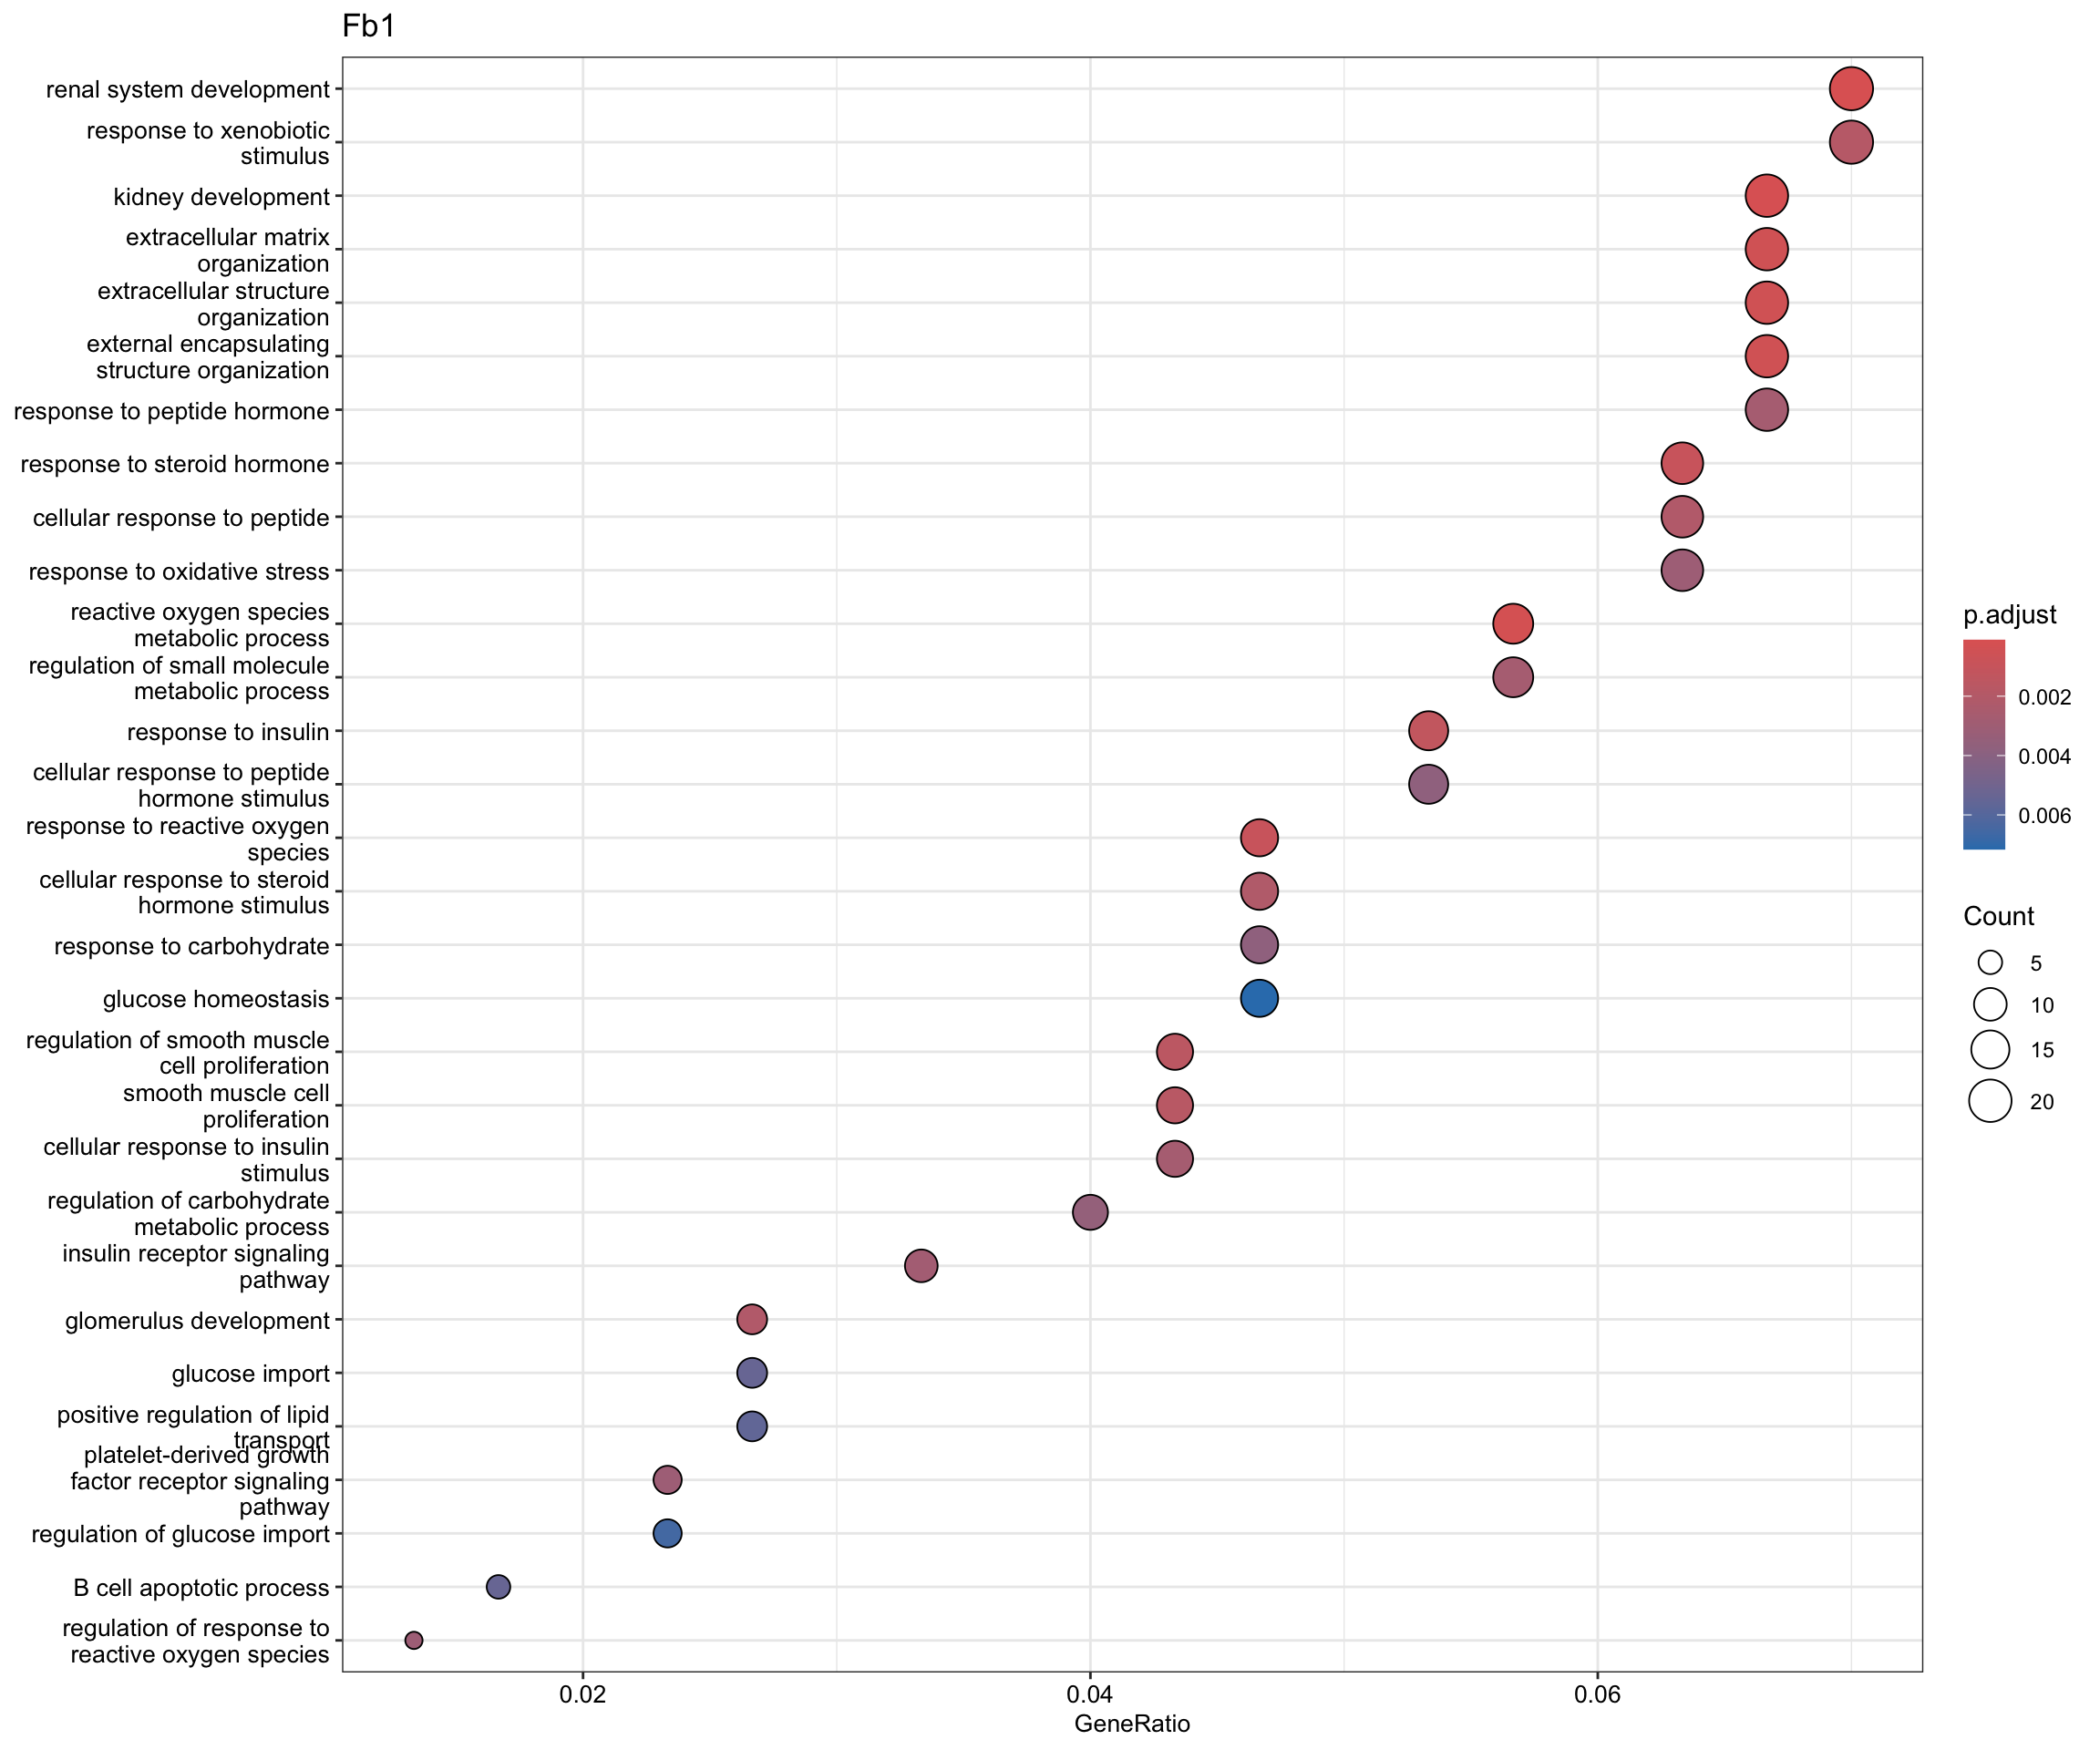 Fb1
renal system development
response to xenobiotic
stimulus
kidney development
extracellular matrix
organization
extracellular structure
organization
external encapsulating
structure organization
response to peptide hormone
response to steroid hormone
cellular response to peptide
response to oxidative stress
reactive oxygen species
metabolic process
regulation of small molecule
metabolic process
response to insulin
cellular response to peptide
hormone stimulus
response to reactive oxygen
species
cellular response to steroid
hormone stimulus
response to carbohydrate
glucose homeostasis
regulation of smooth muscle
cell proliferation
smooth muscle cell
proliferation
cellular response to insulin
stimulus
regulation of carbohydrate
metabolic process
insulin receptor signaling
pathway
glomerulus development
glucose import
positive regulation of lipid
transport
platelet-derived growth
factor receptor signaling
pathway
regulation of glucose import
B cell apoptotic process
regulation of response to
reactive oxygen species
0.02
0.04
0.06
GeneRatio
p.adjust
0.002
0.004
0.006
Count
5
10
15
20